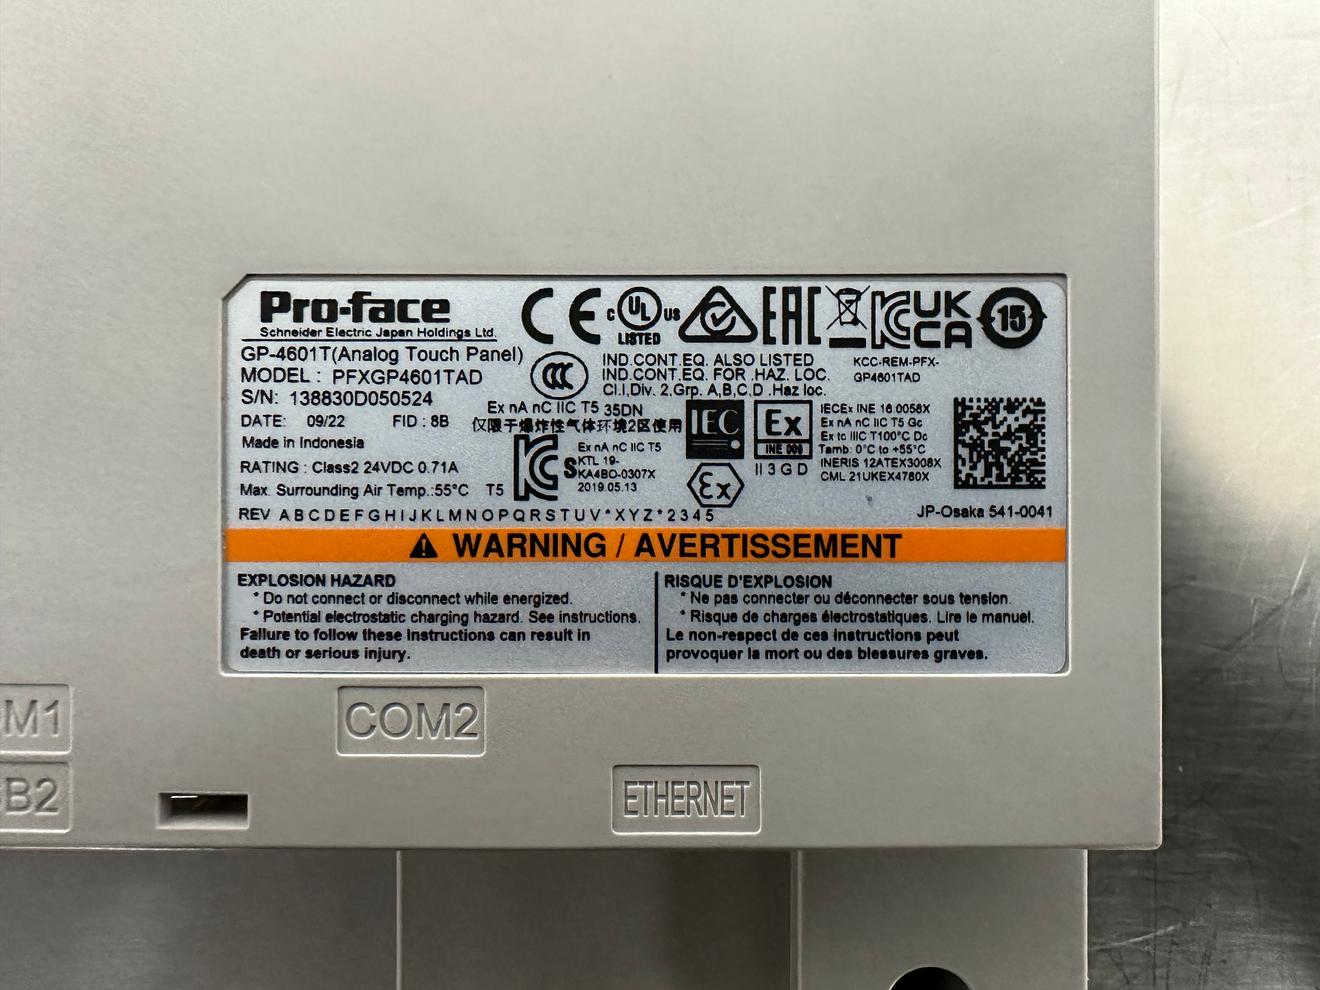 Pro-face
Schneider Electric Japan Holdings Ltd.
GP-4601T(Analog Touch Panel)
MODEL : PFXGP4601TAD
S/N: 138830D050524
DATE: 09/22 FID : 8B
Made in Indonesia
RATING : Class2 24VDC 0.71A
Max. Surrounding Air Temp.:55°C T5
REV A B C D E F G H I J K L M N O P Q R S T U V * X Y Z * 2 3 4 5
CE
c UL us
LISTED
EAC
UK
CA
15
CCC
IND.CONT.EQ. ALSO LISTED
IND.CONT.EQ. FOR .HAZ. LOC.
Cl.I,Div. 2,Grp. A,B,C,D .Haz loc.
KCC-REM-PFX-
GP4601TAD
Ex nA nC IIC T5 35DN
仅限于爆炸性气体环境2区使用
Ex nA nC IIC T5
KTL 19-
KA4BO-0307X
2019.05.13
KCs
IEC
Ex
INE 009
II 3 G D
Ex
IECEx INE 16.0058X
Ex nA nC IIC T5 Gc
Ex tc IIIC T100°C Dc
Tamb: 0°C to +55°C
INERIS 12ATEX3008X
CML 21UKEX4780X
JP-Osaka 541-0041
WARNING / AVERTISSEMENT
EXPLOSION HAZARD
* Do not connect or disconnect while energized.
* Potential electrostatic charging hazard. See instructions.
Failure to follow these instructions can result in
death or serious injury.
RISQUE D'EXPLOSION
* Ne pas connecter ou déconnecter sous tension.
* Risque de charges électrostatiques. Lire le manuel.
Le non-respect de ces instructions peut
provoquer la mort ou des blessures graves.
M1
COM2
B2
ETHERNET